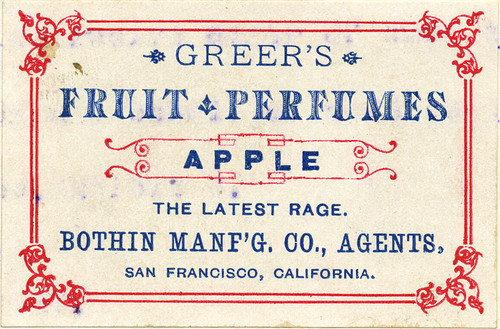 GREER'S
FRUIT PERFUMES
APPLE
THE LATEST RAGE.
BOTHIN MANF'G. CO., AGENTS,
SAN FRANCISCO, CALIFORNIA.